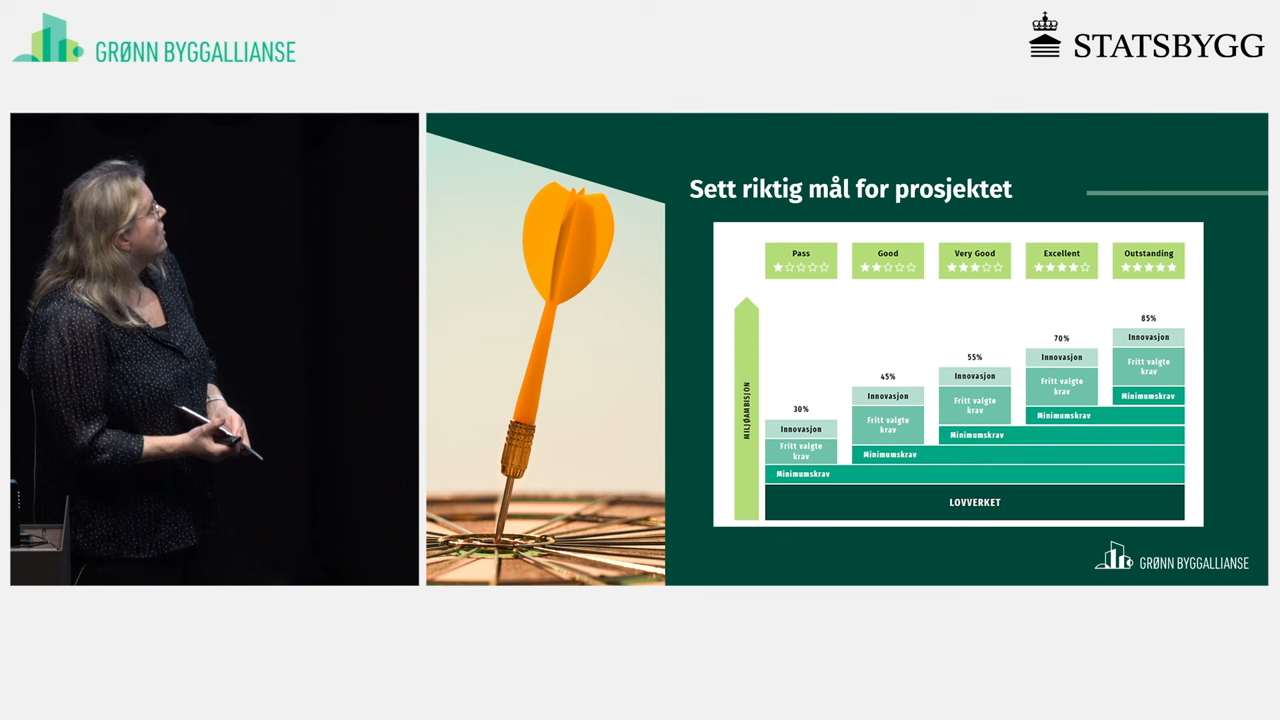 GRØNN BYGGALLIANSE
STATSBYGG
Sett riktig mål for prosjektet
Pass
Good
Very Good
Excellent
Outstanding
MILJØAMBISJON
30%
Innovasjon
Fritt valgte
krav
Minimumskrav
45%
Innovasjon
Fritt valgte
krav
Minimumskrav
55%
Innovasjon
Fritt valgte
krav
Minimumskrav
70%
Innovasjon
Fritt valgte
krav
Minimumskrav
85%
Innovasjon
Fritt valgte
krav
Minimumskrav
LOVVERKET
GRØNN BYGGALLIANSE